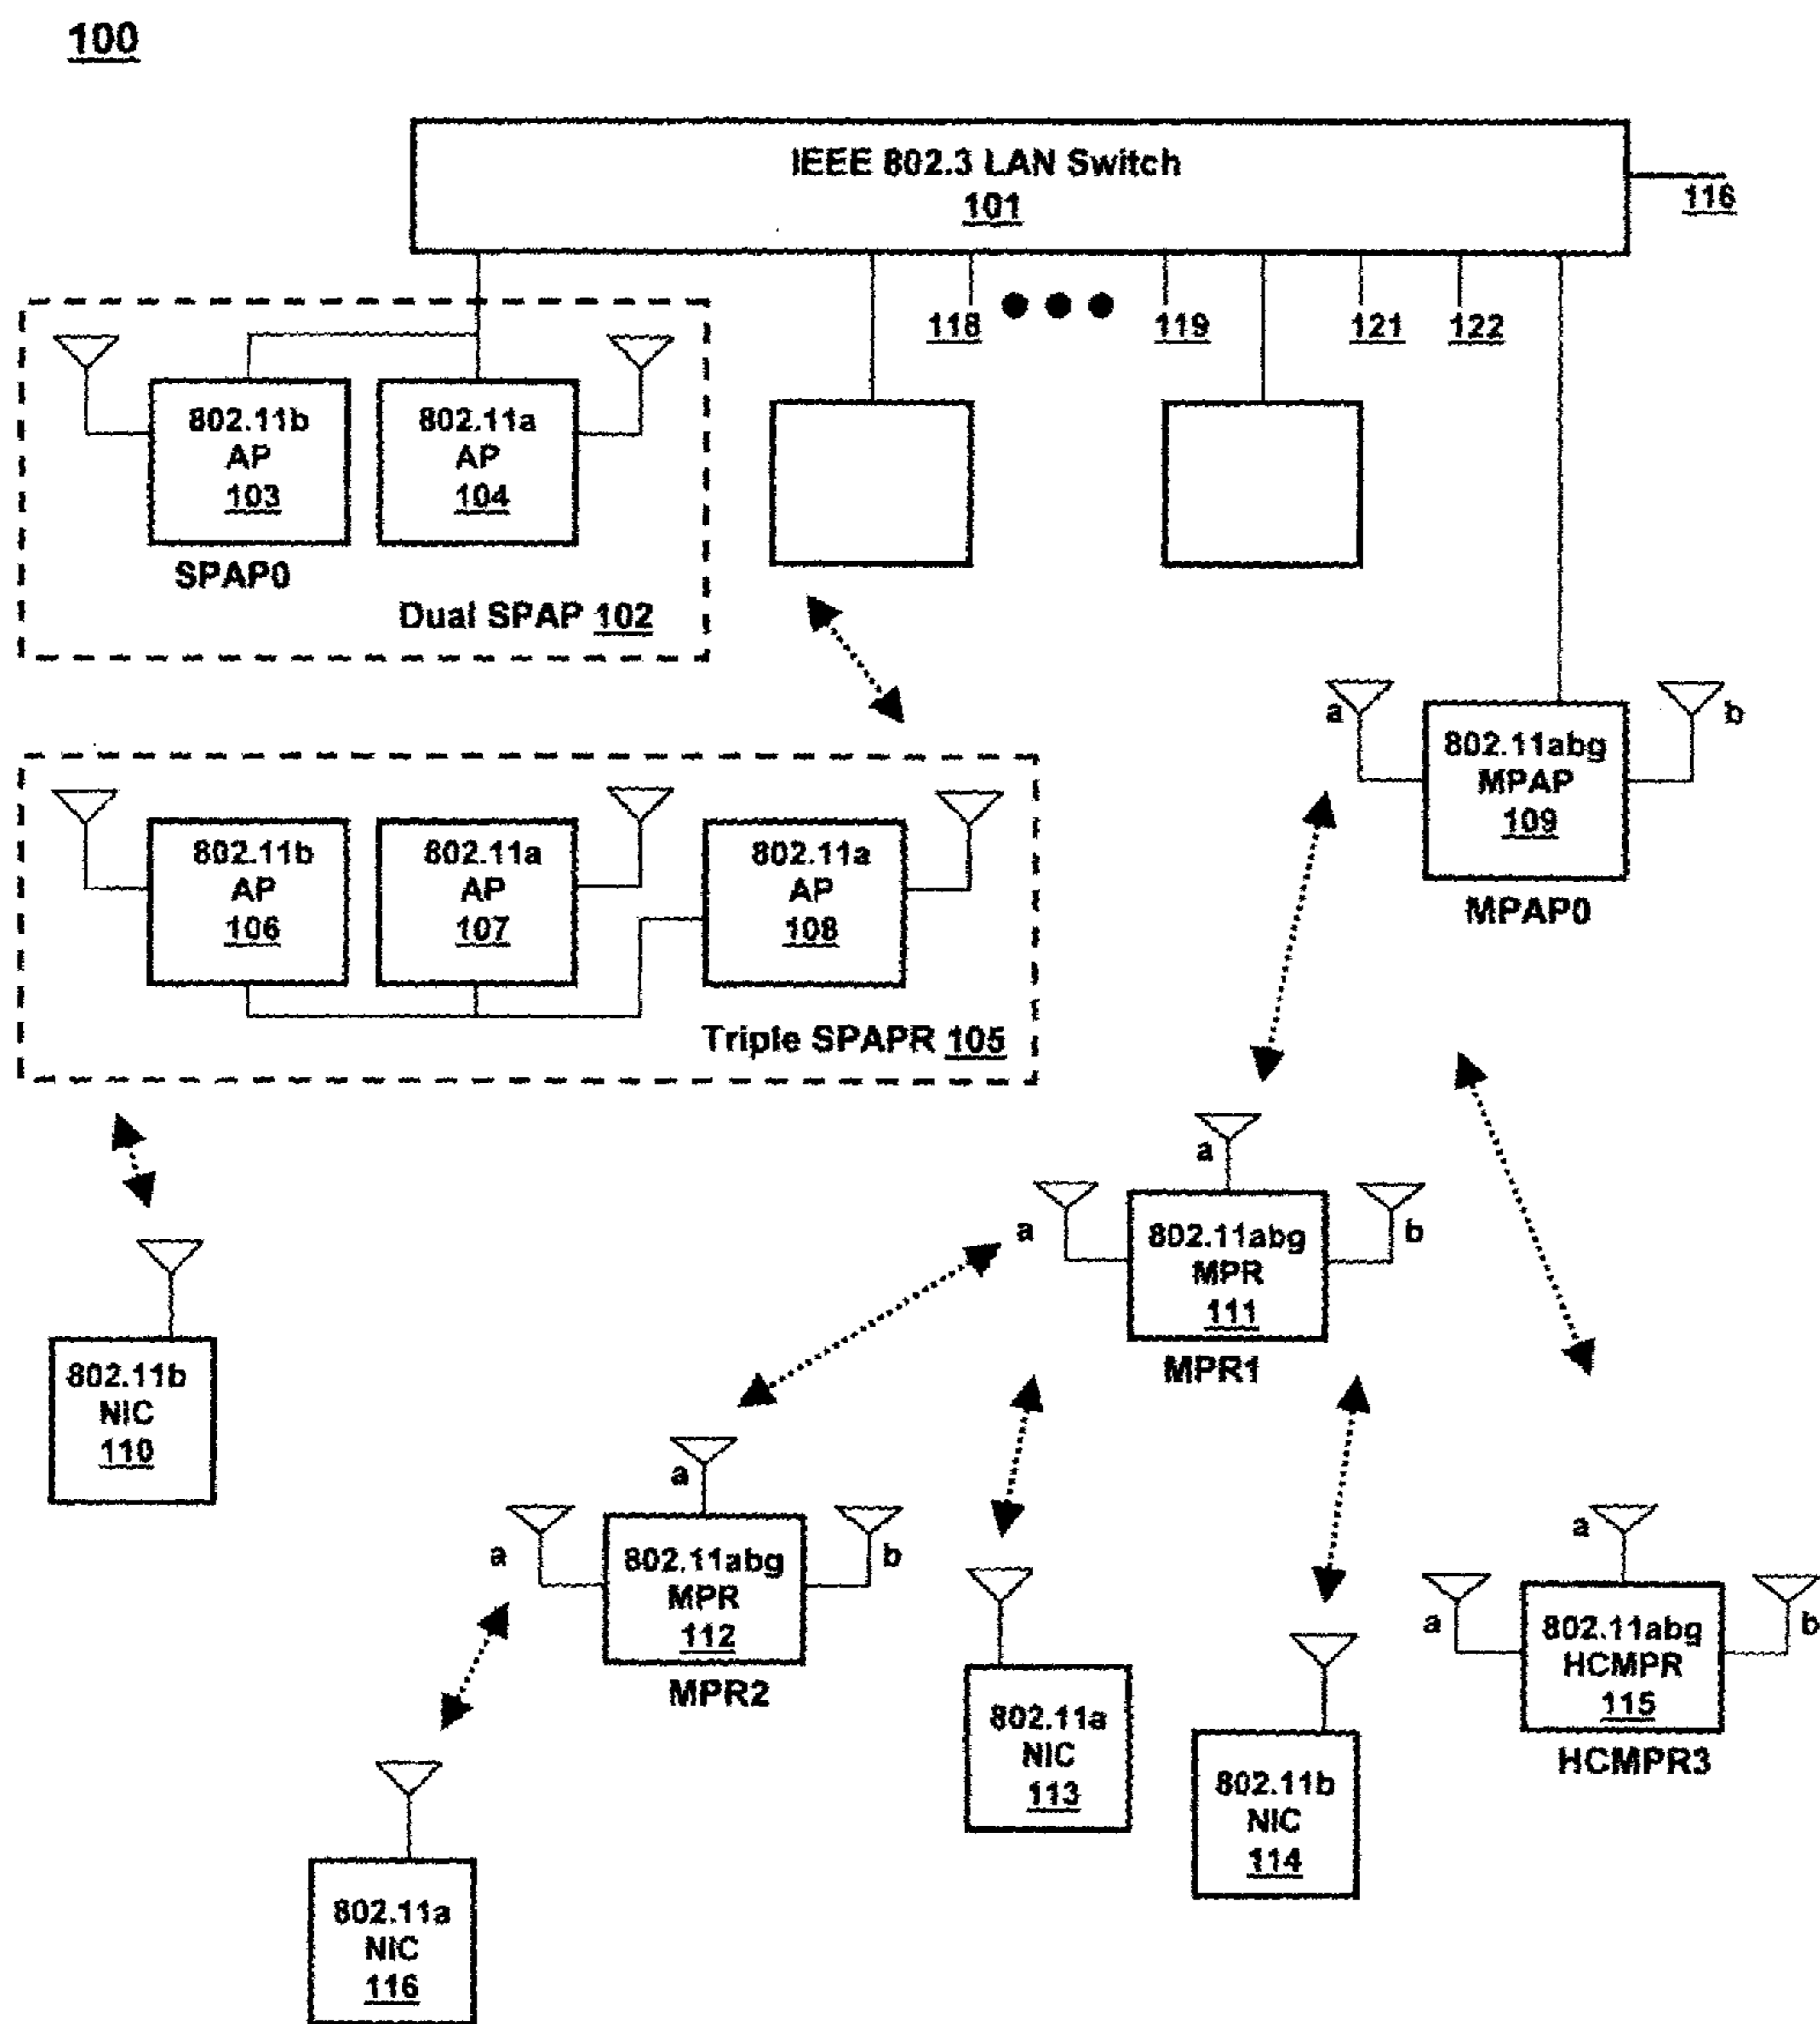 100
IEEE 802.3 LAN Switch
101
116
118
119
121
122
802.11b
AP
103
SPAP0
802.11a
AP
104
Dual SPAP 102
a
802.11abg
MPAP
109
b
MPAP0
802.11b
AP
106
802.11a
AP
107
802.11a
AP
108
Triple SPAPR 105
802.11b
NIC
110
a
a
802.11abg
MPR
111
b
MPR1
a
a
802.11abg
MPR
112
b
MPR2
802.11a
NIC
113
802.11b
NIC
114
a
a
802.11abg
HCMPR
115
b
HCMPR3
802.11a
NIC
116